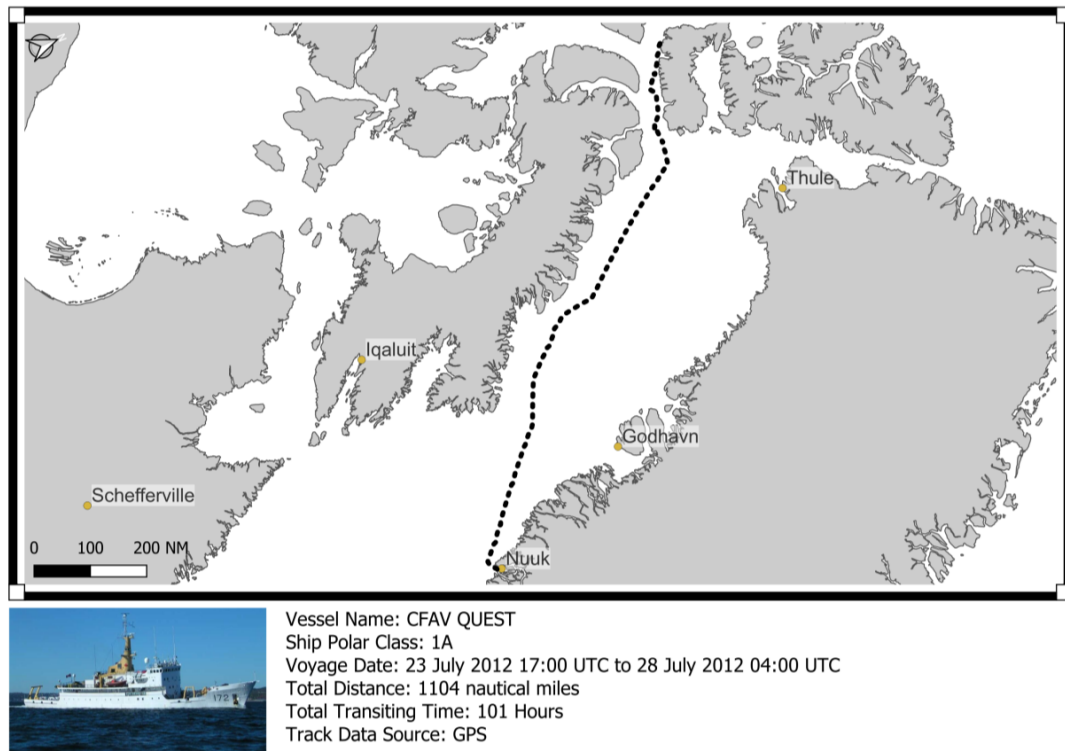 Thule
Iqaluit
Godhavn
Schefferville
0 100 200 NM
Nuuk
172
Vessel Name: CFAV QUEST
Ship Polar Class: 1A
Voyage Date: 23 July 2012 17:00 UTC to 28 July 2012 04:00 UTC
Total Distance: 1104 nautical miles
Total Transiting Time: 101 Hours
Track Data Source: GPS